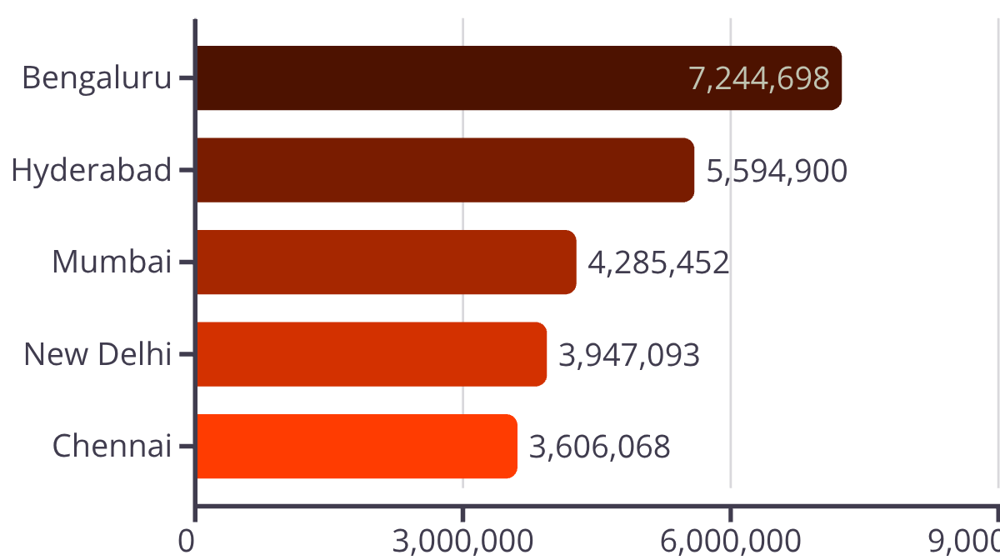 Bengaluru 7,244,698
Hyderabad 5,594,900
Mumbai 4,285,452
New Delhi 3,947,093
Chennai 3,606,068
0 3,000,000 6,000,000